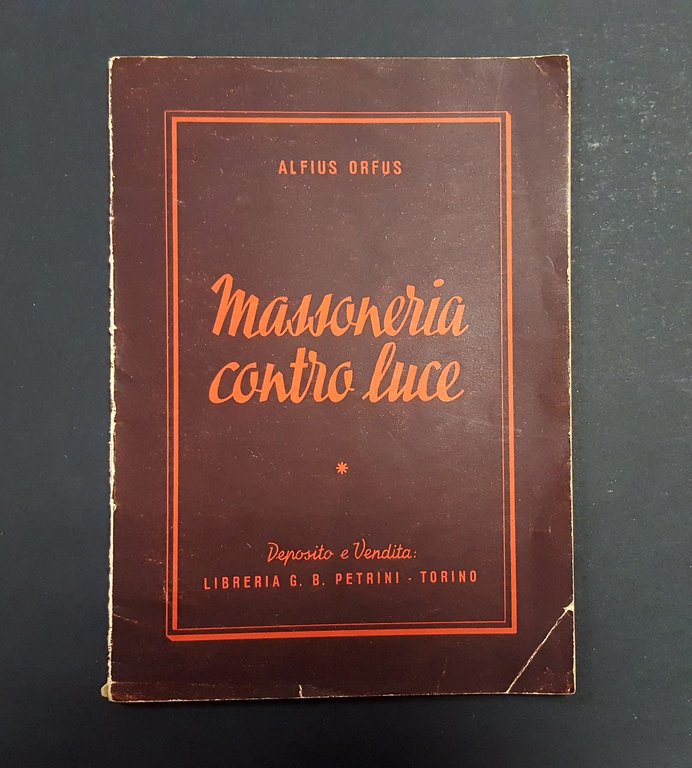 ALFIUS ORFUS
Massoneria
contro luce
*
Deposito e Vendita:
LIBRERIA G. B. PETRINI - TORINO